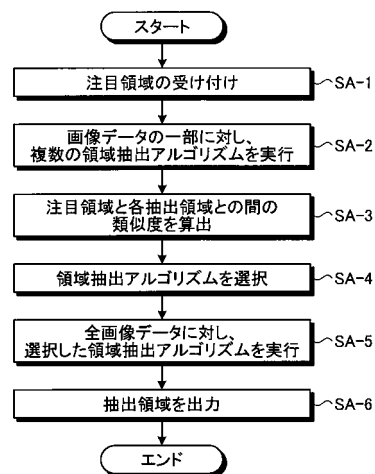 スタート
注目領域の受け付け
SA-1
画像データの一部に対し、
複数の領域抽出アルゴリズムを実行
SA-2
注目領域と各抽出領域との間の
類似度を算出
SA-3
領域抽出アルゴリズムを選択
SA-4
全画像データに対し、
選択した領域抽出アルゴリズムを実行
SA-5
抽出領域を出力
SA-6
エンド